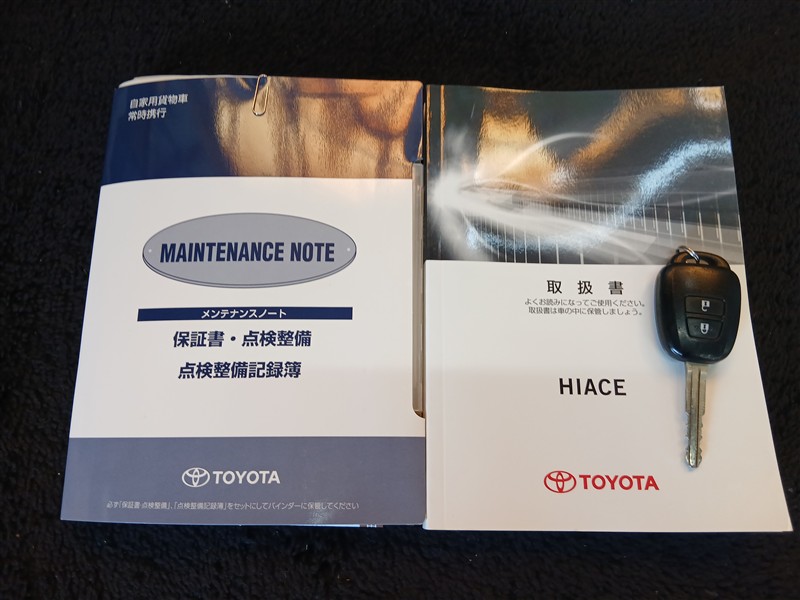 自家用貨物車
常時携行
MAINTENANCE NOTE
メンテナンスノート
保証書・点検整備
点検整備記録簿
TOYOTA
必ず「保証書・点検整備」、「点検整備記録簿」をセットにしてバインダーに保管してください
取扱書
よくお読みになってご使用ください。
取扱書は車の中に保管しましょう。
HIACE
TOYOTA